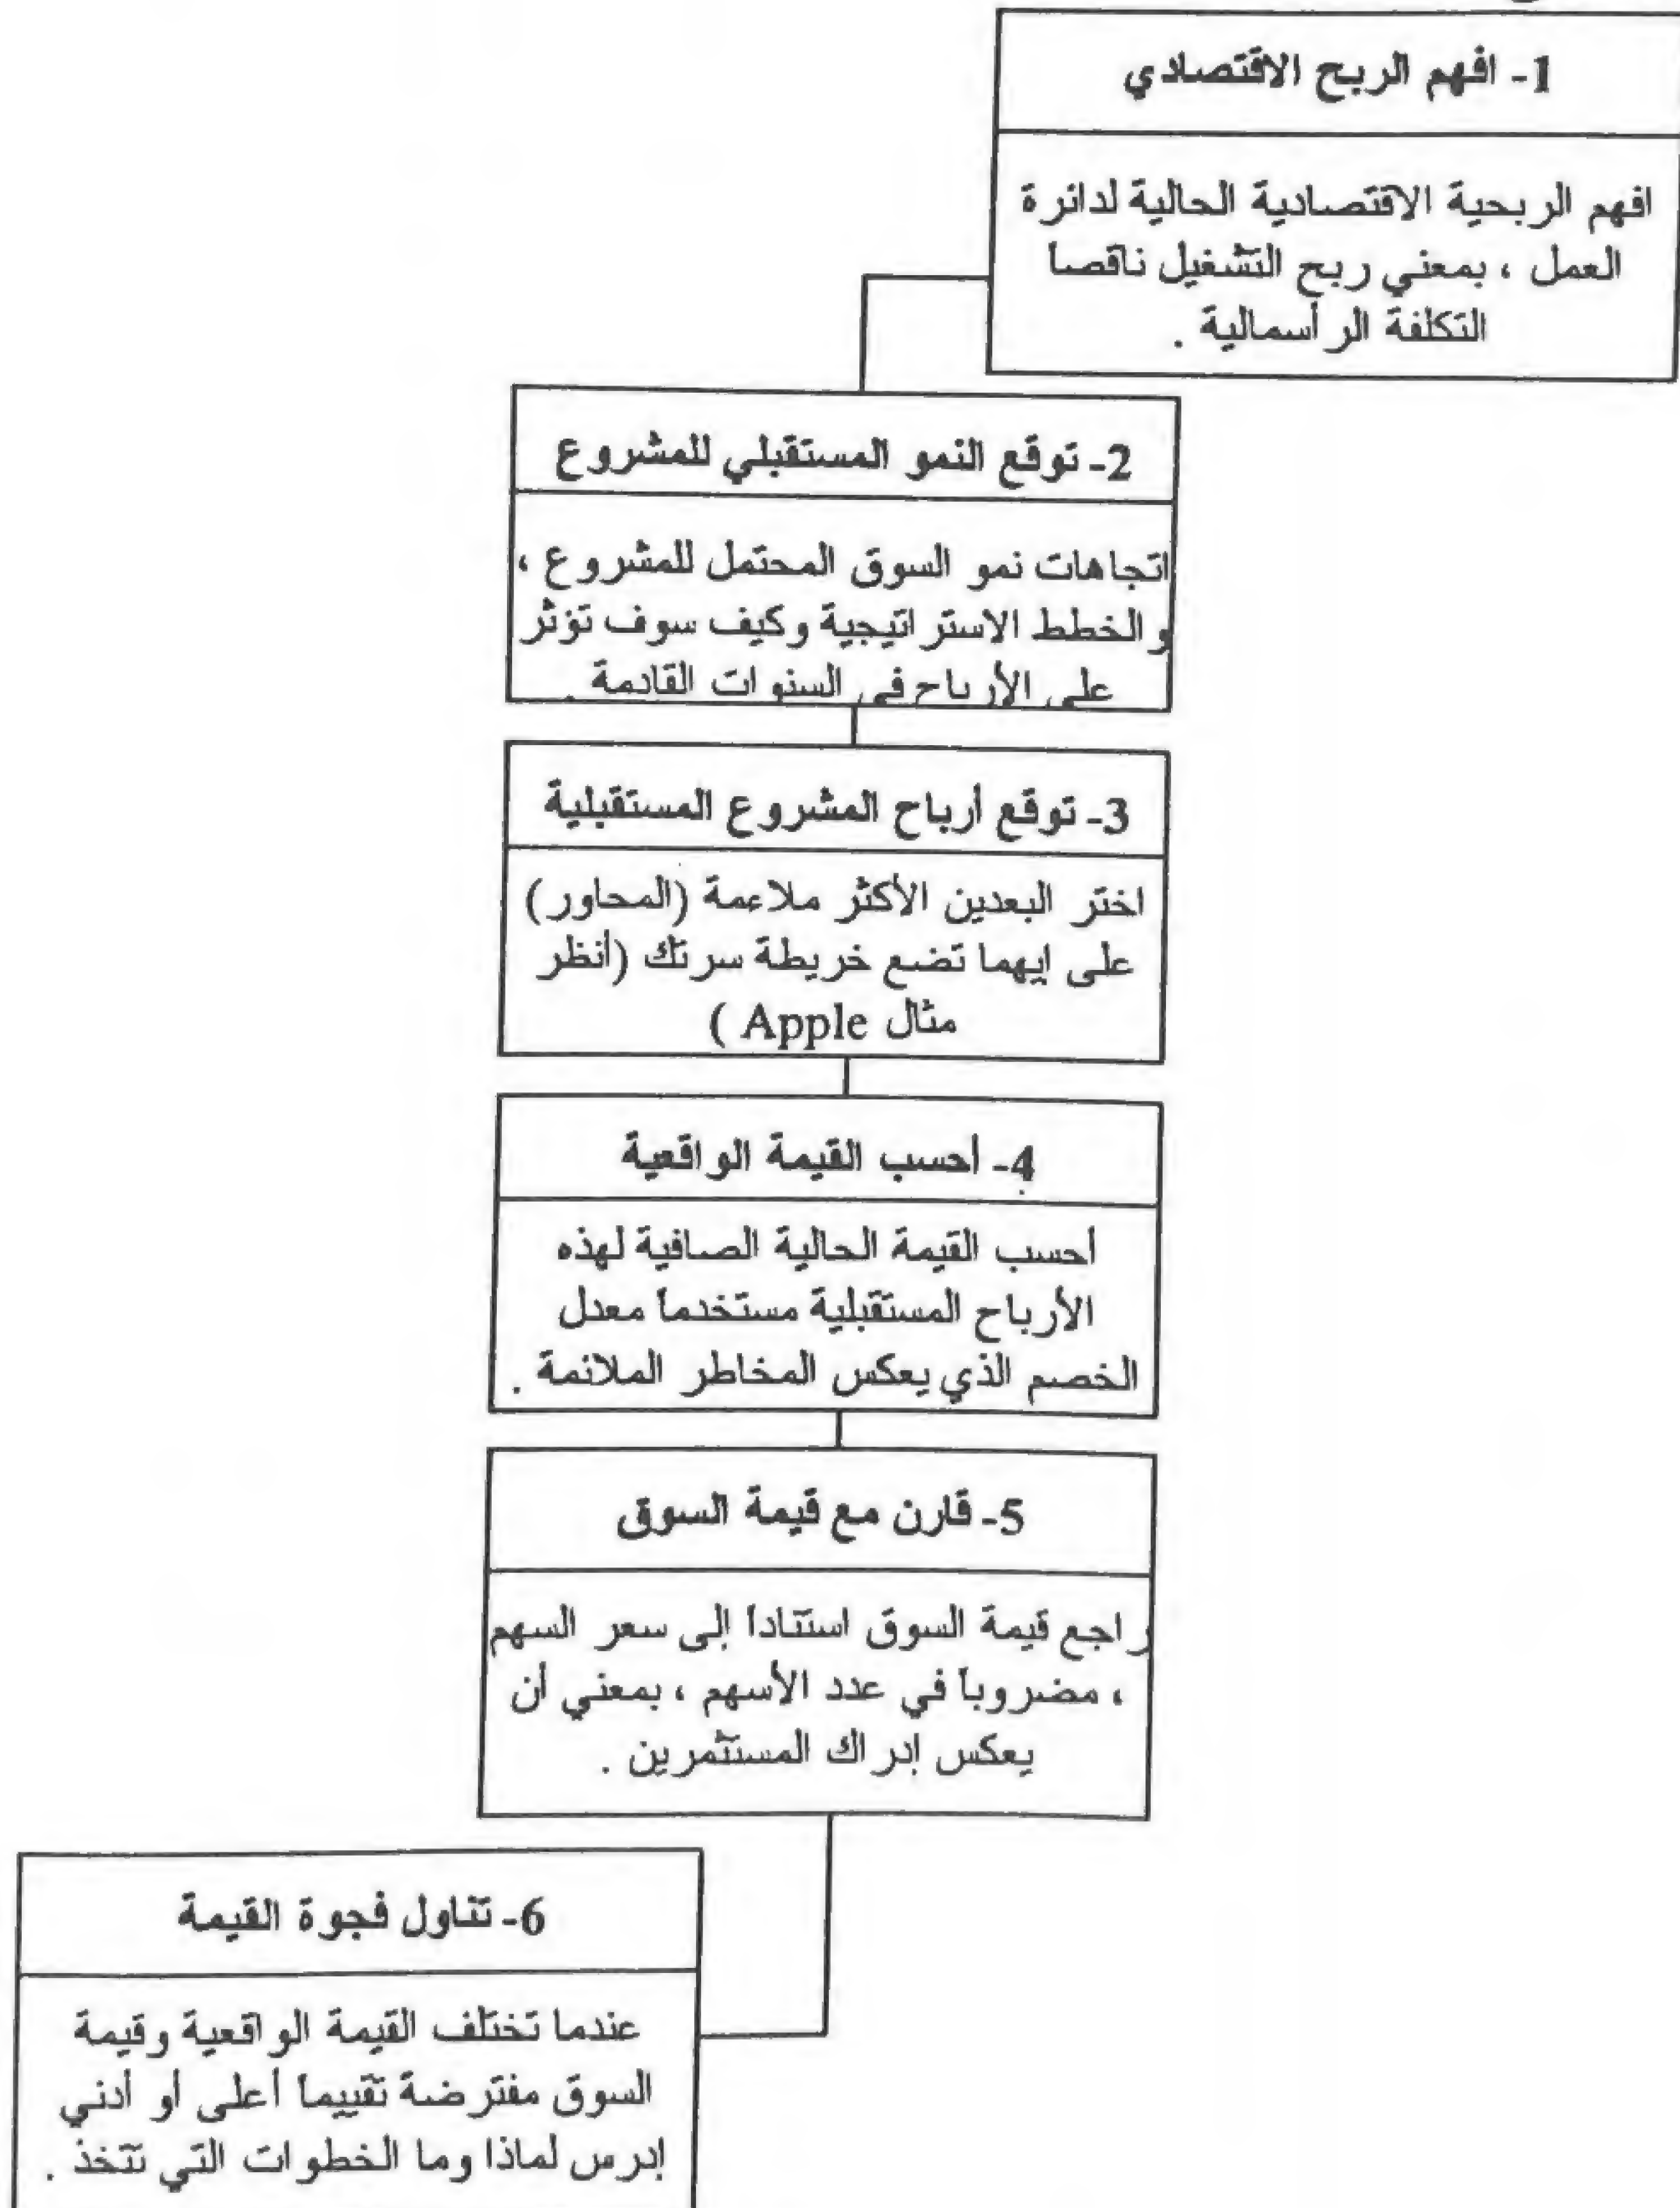 1- افهم الربح الاقتصادي
افهم الربحية الاقتصادية الحالية لدائرة
العمل ، بمعني ربح التشغيل ناقصا
التكلفة الرأسمالية .
2- توقع النمو المستقبلي للمشروع
اتجاهات نمو السوق المحتمل للمشروع ،
والخطط الاستراتيجية وكيف سوف تؤثر
على الأرباح في السنوات القادمة .
3- توقع أرباح المشروع المستقبلية
اختر البعدين الأكثر ملاءمة (المحاور)
على ايهما تضع خريطة سرتك (أنظر
مثال Apple )
4- أحسب القيمة الواقعية
أحسب القيمة الحالية الصافية لهذه
الأرباح المستقبلية مستخدماً معدل
الخصم الذي يعكس المخاطر الملائمة .
5- قارن مع قيمة السوق
راجع قيمة السوق استناداً إلى سعر السهم
، مضروباً في عدد الأسهم ، بمعني أن
يعكس إدراك المستثمرين .
6- تناول فجوة القيمة
عندما تختلف القيمة الواقعية وقيمة
السوق مفترضة تقييماً أعلى أو أدني
إدرس لماذا وما الخطوات التي تتخذ .